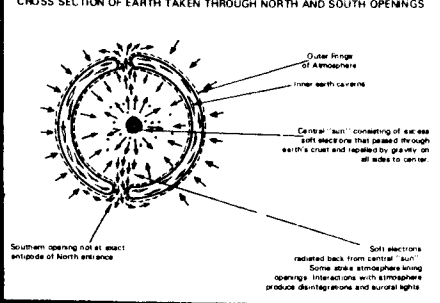 CROSS SECTION OF EARTH TAKEN THROUGH NORTH AND SOUTH OPENINGS
Outer Fringe
of Atmosphere
Inner earth caverns
Central "sun" consisting of excess
soft electrons that passed through
earth's crust and repelled by gravity on
all sides to center.
Southern opening not at exact
antipode of North entrance
Soft electrons
radiated back from central "sun"
Some strike atmosphere lining
openings. Interactions with atmosphere
produce disintegrations and auroral lights